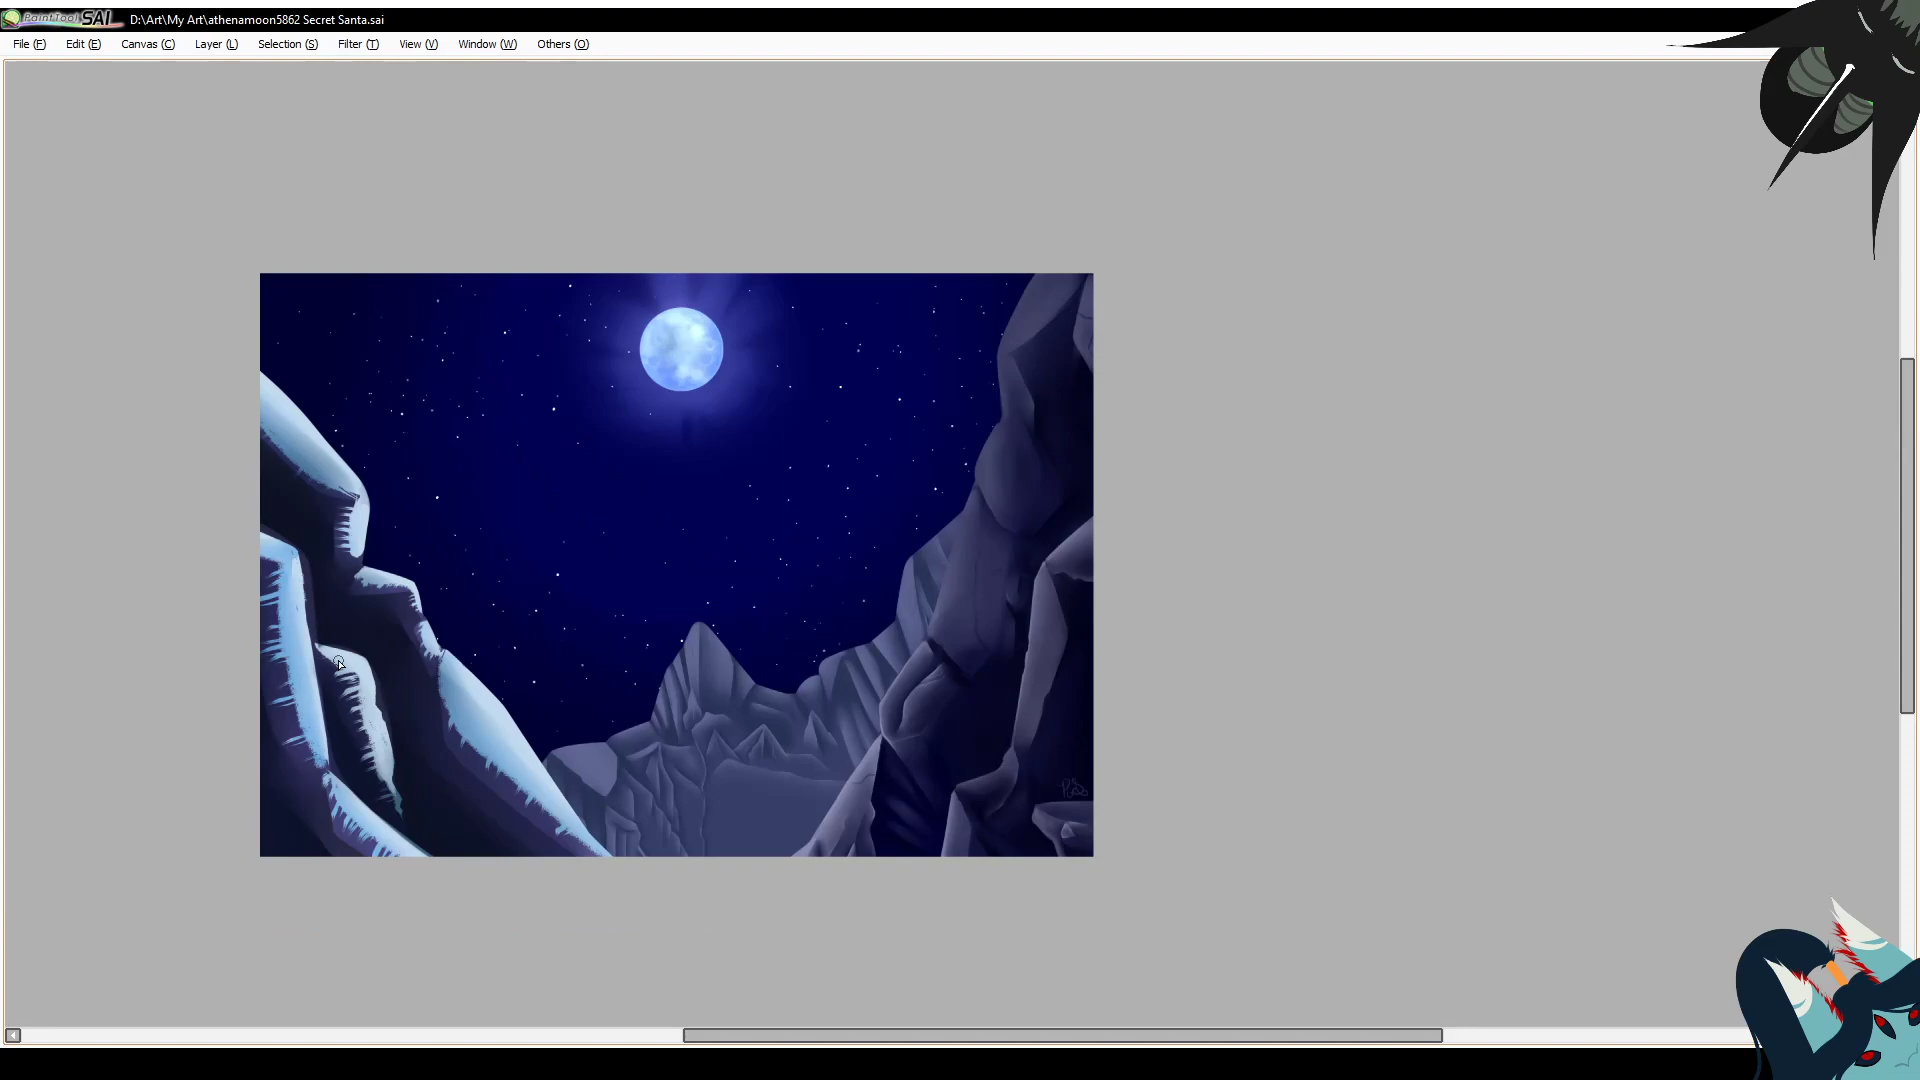 PaintTool SAI D:\Art\My Art\athenamoon5862 Secret Santa.sai
File (F) Edit (E) Canvas (C) Layer (L) Selection (S) Filter (T) View (V) Window (W) Others (O)